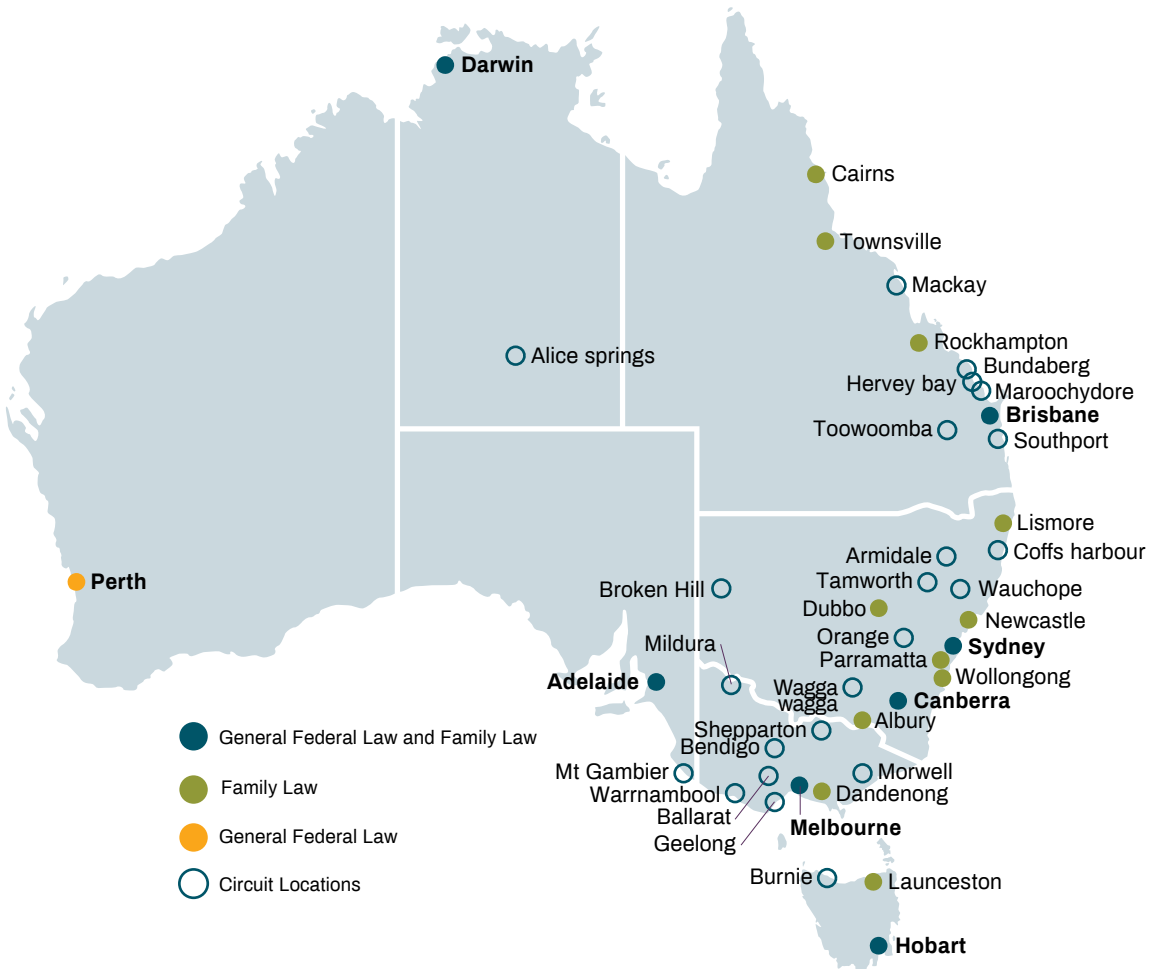 Darwin
Cairns
Townsville
Mackay
Rockhampton
Alice springs
Bundaberg
Hervey bay
Maroochydore
Brisbane
Toowoomba
Southport
Lismore
Coffs harbour
Armidale
Tamworth
Perth
Broken Hill
Wauchope
Dubbo
Newcastle
Orange
Mildura
Sydney
Parramatta
Wollongong
Adelaide
Wagga
wagga
Canberra
Albury
Shepparton
General Federal Law and Family Law
Bendigo
Mt Gambier
Morwell
Family Law
Warrnambool
Dandenong
Ballarat
Melbourne
General Federal Law
Geelong
Burnie
Launceston
Circuit Locations
Hobart